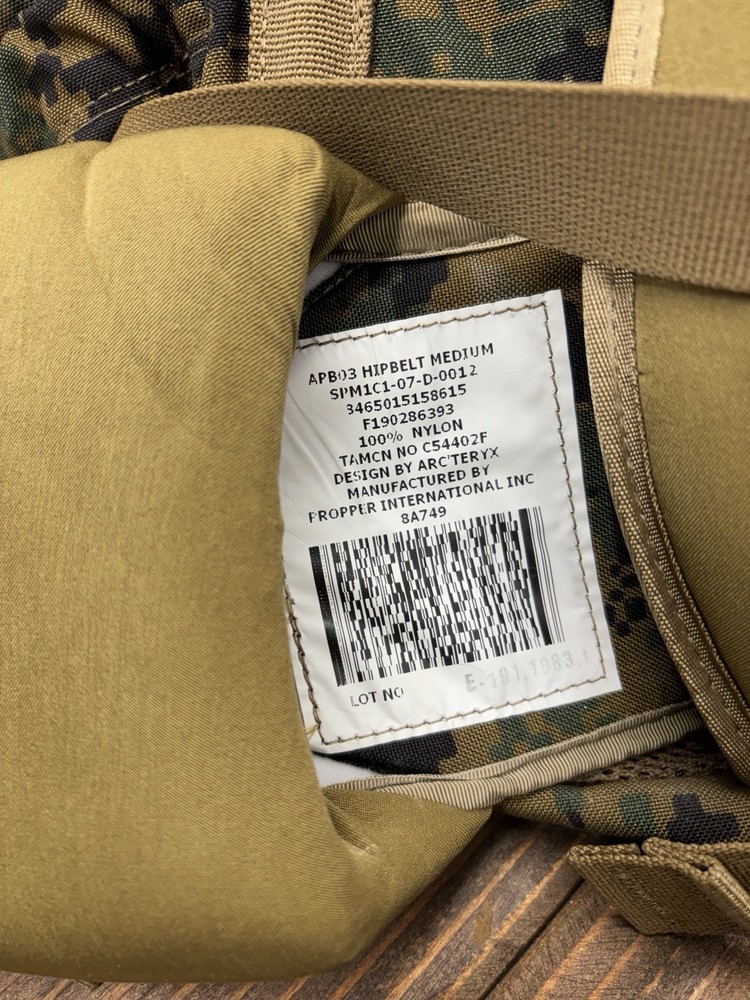 APB03 HIPBELT MEDIUM
SPM1C1-07-D-0012
8465015158615
F190286393
100% NYLON
TAMCN NO C54402F
DESIGN BY ARC'TERYX
MANUFACTURED BY
PROPPER INTERNATIONAL INC
8A749
LOT NO